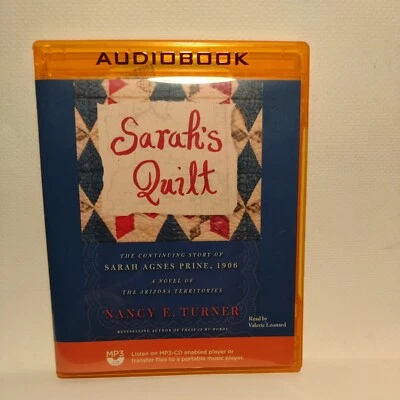 AUDIOBOOK
Sarah's
Quilt
THE CONTINUING STORY OF
SARAH AGNES PRINE, 1906
A NOVEL OF
THE ARIZONA TERRITORIES
NANCY E. TURNER
BESTSELLING AUTHOR OF THESE IS MY WORDS
Read by
Valerie Leonard
MP3
Listen on MP3-CD enabled player or
transfer files to a portable music player.